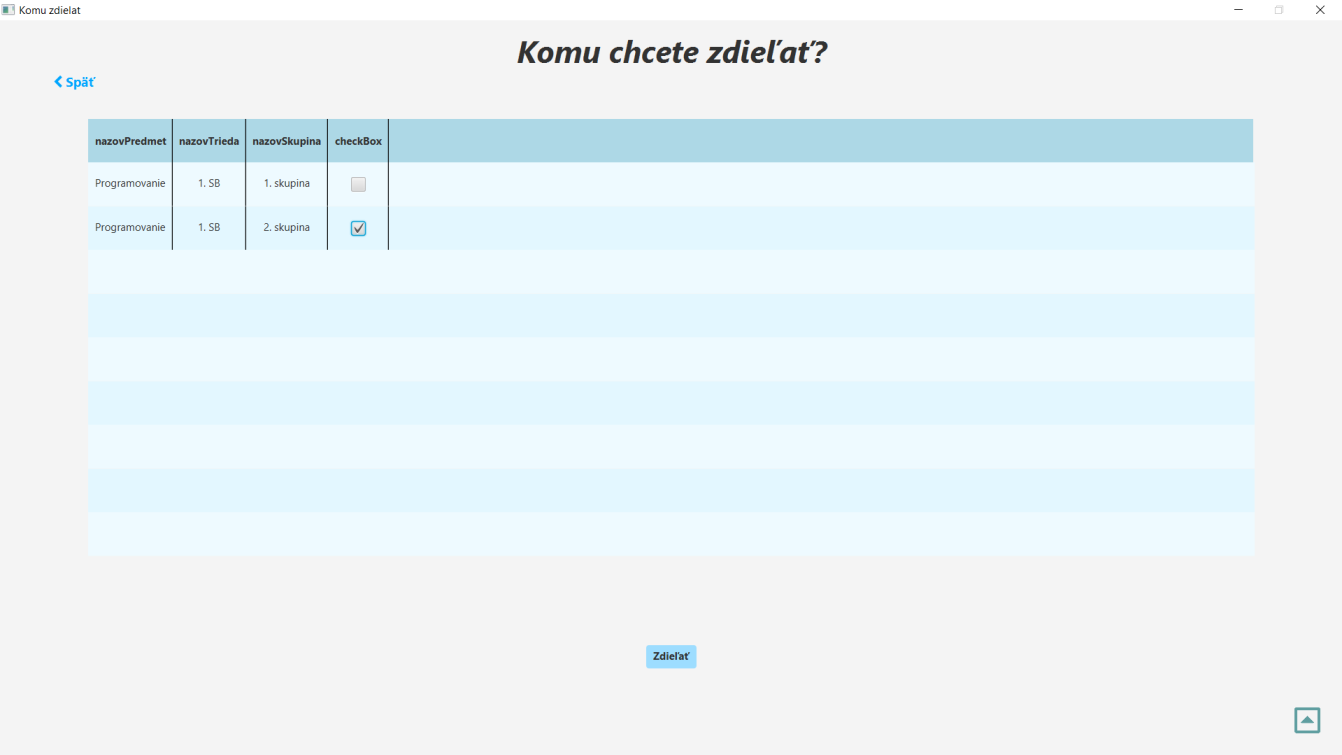 Komu zdielat
Komu chcete zdieľať?
Späť
nazovPredmet nazovTrieda nazovSkupina checkBox
Programovanie 1. SB 1. skupina
Programovanie 1. SB 2. skupina
Zdieľať